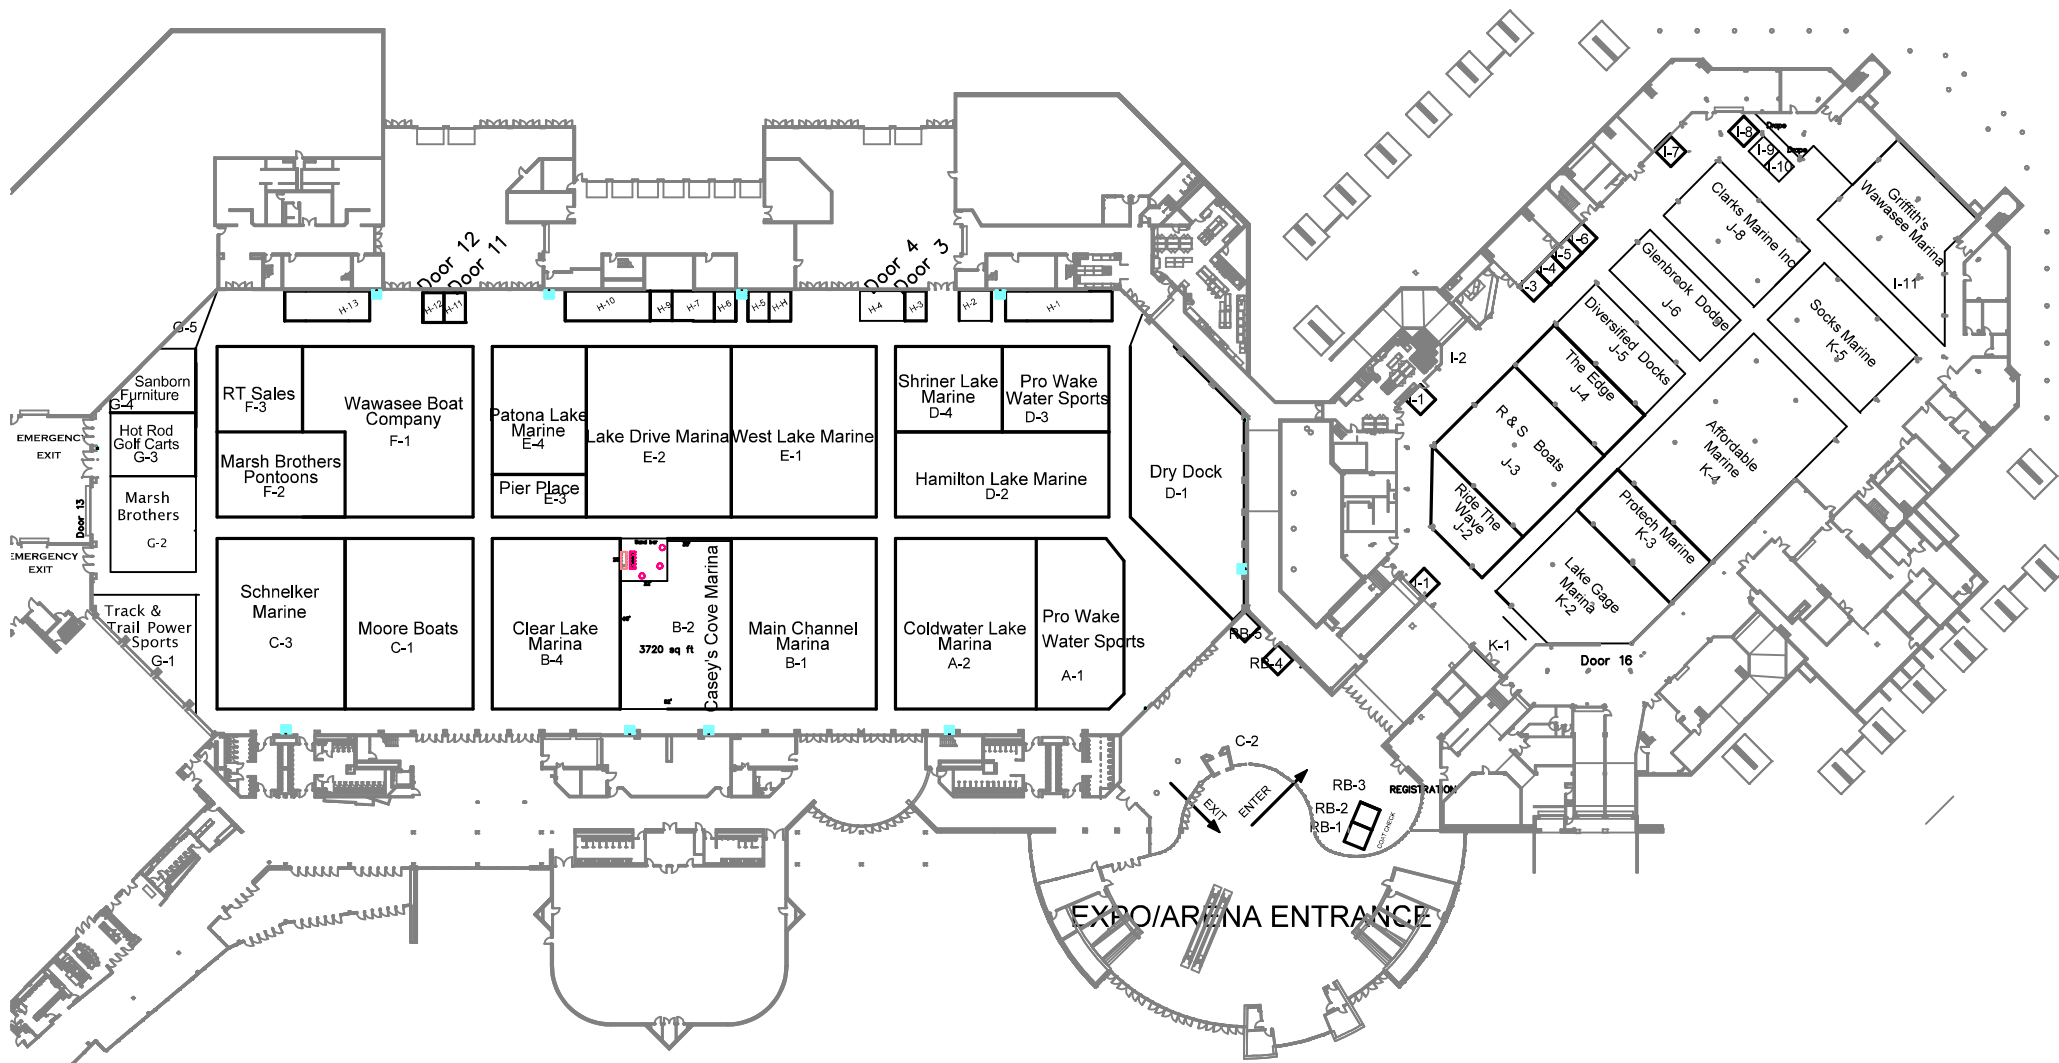 Door 12
Door 11
Door 4
Door 3
H-13
H-12
H-11
H-10
H-9
H-7
H-6
H-5
H-H
H-4
H-3
H-2
H-1
G-5
Sanborn
Furniture
G-4
Hot Rod
Golf Carts
G-3
Marsh
Brothers
G-2
Track &
Trail Power
Sports
G-1
EMERGENCY
EXIT
Door 13
EMERGENCY
EXIT
RT Sales
F-3
Wawasee Boat
Company
F-1
Marsh Brothers
Pontoons
F-2
Patona Lake
Marine
E-4
Pier Place
E-3
Lake Drive Marina
E-2
West Lake Marine
E-1
Shriner Lake
Marine
D-4
Pro Wake
Water Sports
D-3
Hamilton Lake Marine
D-2
Dry Dock
D-1
Schnelker
Marine
C-3
Moore Boats
C-1
Clear Lake
Marina
B-4
B-2
3720 sq ft
Casey's Cove Marina
Main Channel
Marina
B-1
Coldwater Lake
Marina
A-2
Pro Wake
Water Sports
A-1
RB-5
RB-4
C-2
EXIT
ENTER
RB-3
RB-2
RB-1
COAT CHECK
REGISTRATION
EXPO/ARENA ENTRANCE
I-8
Drape
I-9
Drape
I-10
I-7
I-6
I-5
I-4
I-3
I-2
I-1
I-1
Griffith's
Wawasee Marina
I-11
Clarks Marine Inc
J-8
Glenbrook Dodge
J-6
Diversified Docks
J-5
The Edge
J-4
R & S Boats
J-3
Ride The
Wave
J-2
Socks Marine
K-5
Affordable
Marine
K-4
Protech Marine
K-3
Lake Gage
Marina
K-2
K-1
Door 16